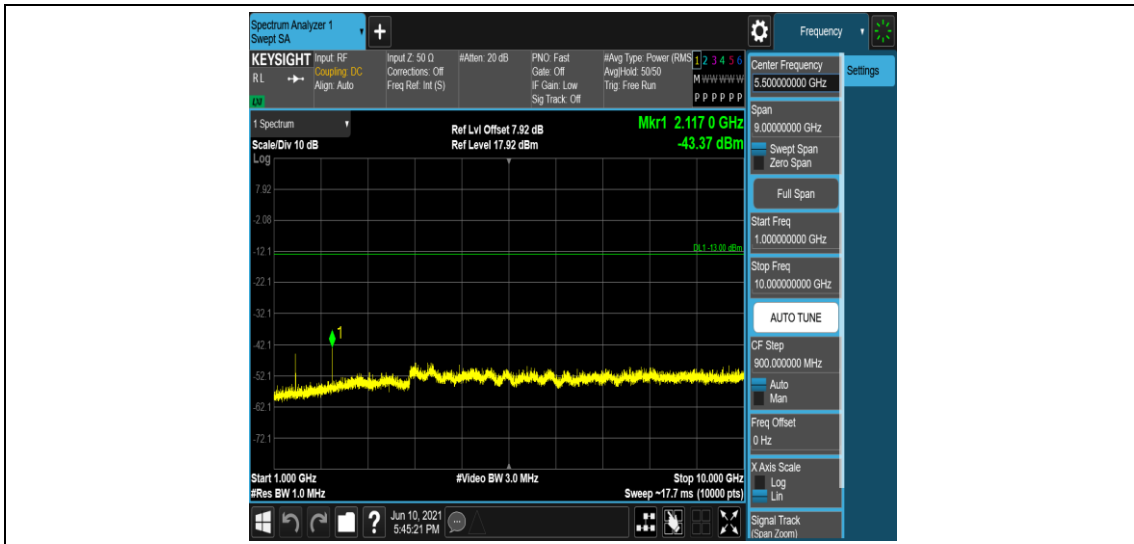 Spectrum Analyzer 1
Swept SA
Frequency
KEYSIGHT
RL
Input: RF
Coupling: DC
Align: Auto
Input Z: 50 Ω
Corrections: Off
Freq Ref: Int (S)
#Atten: 20 dB
PNO: Fast
Gate: Off
IF Gain: Low
Sig Track: Off
#Avg Type: Power (RMS
Avg|Hold: 50/50
Trig: Free Run
1 2 3 4 5 6
M W W W W W
P P P P P P
1 Spectrum
Scale/Div 10 dB
Log
Ref Lvl Offset 7.92 dB
Ref Level 17.92 dBm
Mkr1 2.117 0 GHz
-43.37 dBm
7.92
-2.08
-12.1
DL1 -13.00 dBm
-22.1
-32.1
1
-42.1
-52.1
-62.1
-72.1
Start 1.000 GHz
#Video BW 3.0 MHz
Stop 10.000 GHz
#Res BW 1.0 MHz
Sweep ~17.7 ms (10000 pts)
?
Jun 10, 2021
5:45:21 PM
Center Frequency
5.500000000 GHz
Settings
Span
9.00000000 GHz
Swept Span
Zero Span
Full Span
Start Freq
1.000000000 GHz
Stop Freq
10.000000000 GHz
AUTO TUNE
CF Step
900.000000 MHz
Auto
Man
Freq Offset
0 Hz
X Axis Scale
Log
Lin
Signal Track
(Span Zoom)